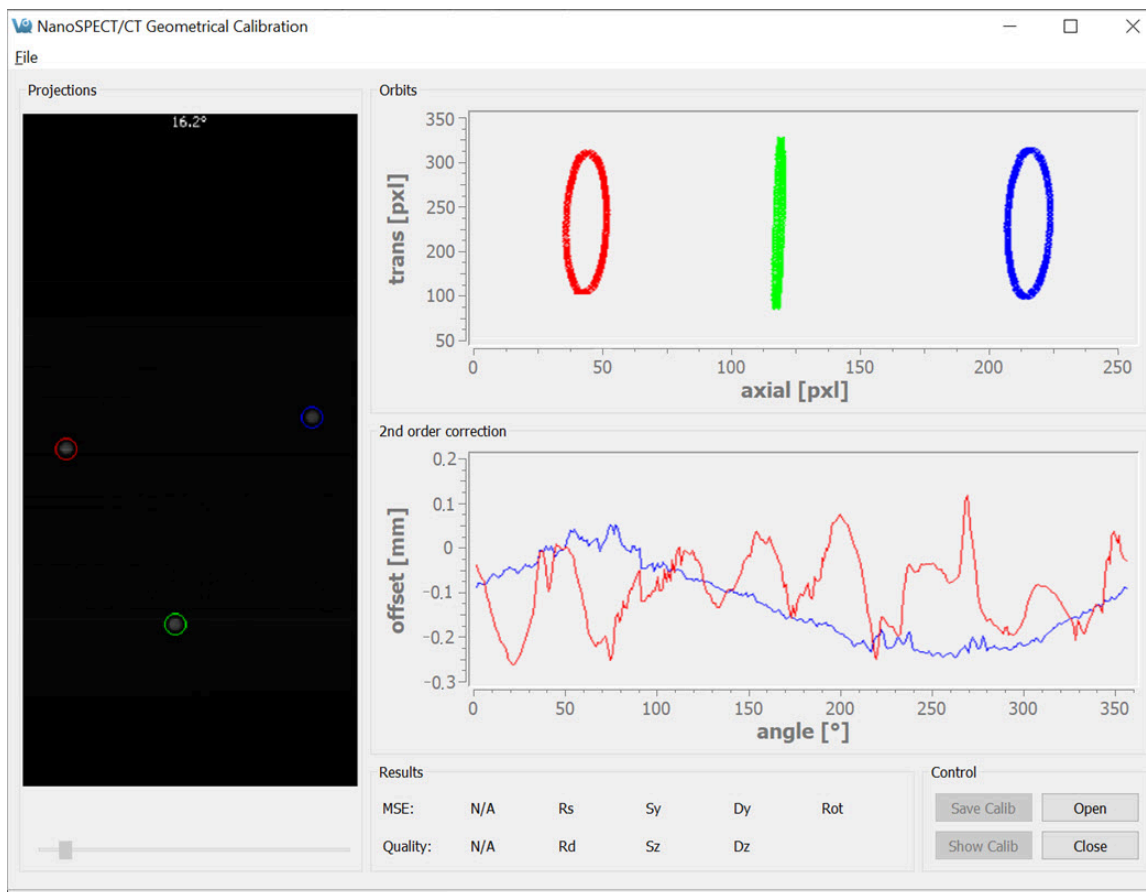 NanoSPECT/CT Geometrical Calibration
File
Projections
16.2°
Orbits
350
300
250
200
100
50
trans [pxl]
0 50 100 150 200 250
axial [pxl]
2nd order correction
0.2
0.1
0
-0.1
-0.2
-0.3
offset [mm]
0 50 100 150 200 250 300 350
angle [°]
Results
MSE: N/A Rs Sy Dy Rot
Quality: N/A Rd Sz Dz
Control
Save Calib Open
Show Calib Close